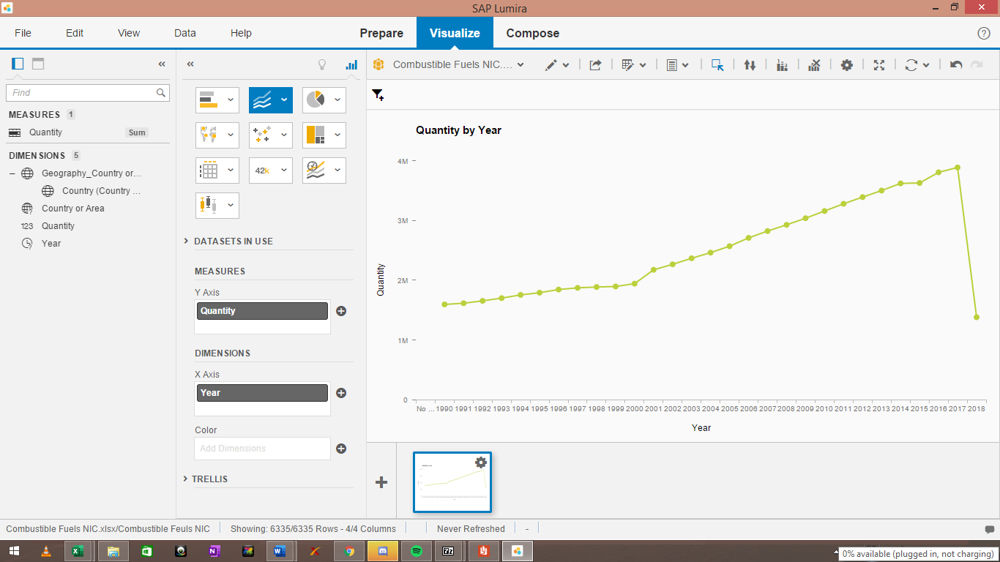 SAP Lumira
File Edit View Data Help Prepare Visualize Compose
Combustible Fuels NIC....
Find
MEASURES 1
Quantity Sum
DIMENSIONS 5
Geography_Country or...
Country (Country ...
Country or Area
123 Quantity
Year
42k
DATASETS IN USE
MEASURES
Y Axis
Quantity
DIMENSIONS
X Axis
Year
Color
Add Dimensions
TRELLIS
Quantity by Year
4M
3M
2M
1M
0
Quantity
No ... 1990 1991 1992 1993 1994 1995 1996 1997 1998 1999 2000 2001 2002 2003 2004 2005 2006 2007 2008 2009 2010 2011 2012 2013 2014 2015 2016 2017 2018
Year
Combustible Fuels NIC.xlsx/Combustible Feuls NIC Showing: 6335/6335 Rows - 4/4 Columns Never Refreshed -
0% available (plugged in, not charging)